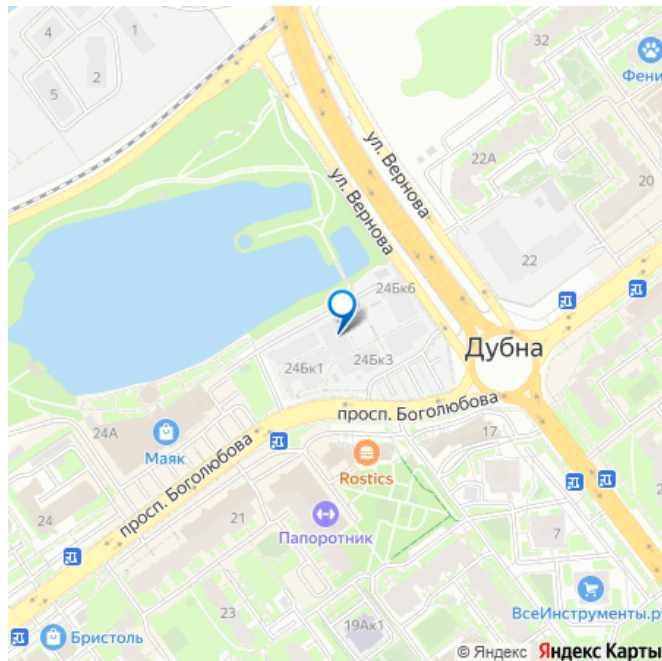 4
1
2
5
32
Фени
ул. Вернова
22А
ул. Вернова
20
22
24Бк6
Дубна
24Бк3
24Бк1
просп. Боголюбова
24А
Маяк
17
Rostics
просп. Боголюбова
24
21
Папоротник
7
23
ВсеИнструменты.ру
19Ак1
Бристоль
© Яндекс Яндекс Карты